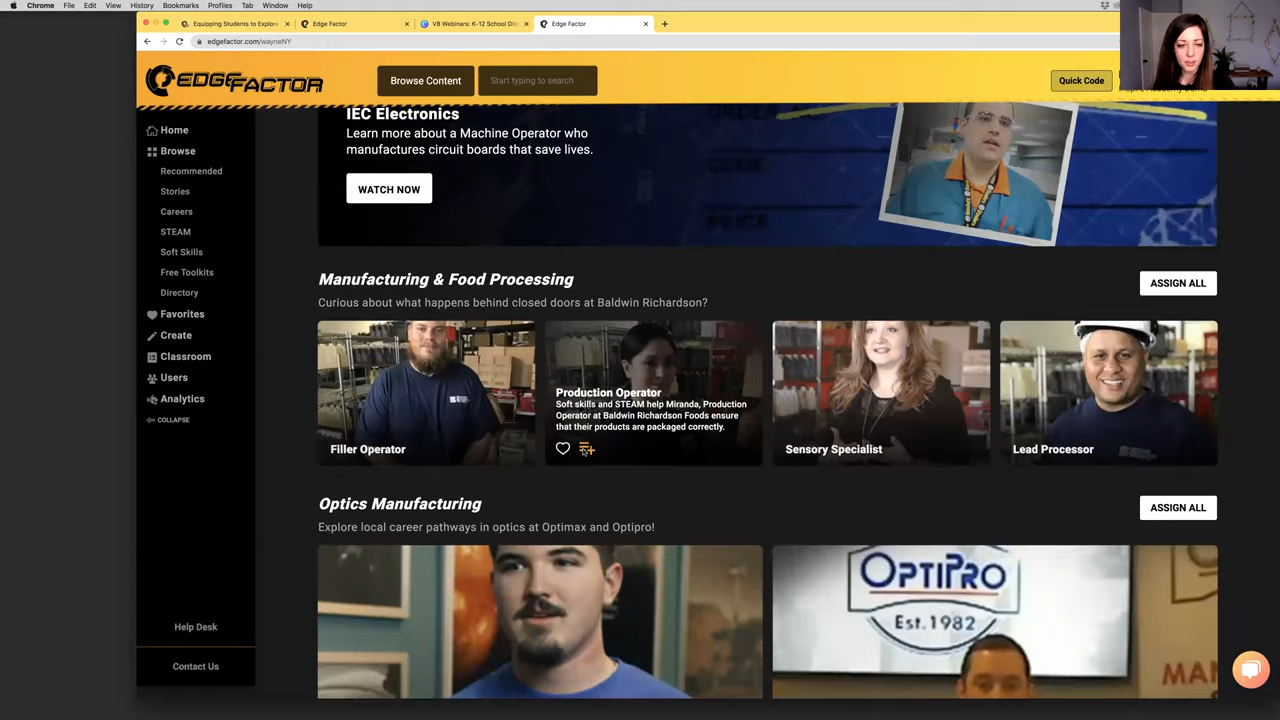 Chrome File Edit View History Bookmarks Profiles Tab Window Help
Equipping Students to Explore
Edge Factor
V8 Webinars: K-12 School Dis
Edge Factor
edgefactor.com/wayneNY
EDGE FACTOR
Browse Content
Start typing to search
Quick Code
Home
Browse
Recommended
Stories
Careers
STEAM
Soft Skills
Free Toolkits
Directory
Favorites
Create
Classroom
Users
Analytics
COLLAPSE
Help Desk
Contact Us
IEC Electronics
Learn more about a Machine Operator who
manufactures circuit boards that save lives.
WATCH NOW
Manufacturing & Food Processing
ASSIGN ALL
Curious about what happens behind closed doors at Baldwin Richardson?
Filler Operator
Production Operator
Soft skills and STEAM help Miranda, Production
Operator at Baldwin Richardson Foods ensure
that their products are packaged correctly.
Sensory Specialist
Lead Processor
Optics Manufacturing
ASSIGN ALL
Explore local career pathways in optics at Optimax and Optipro!
OPTIPRO
Est. 1982
MAN